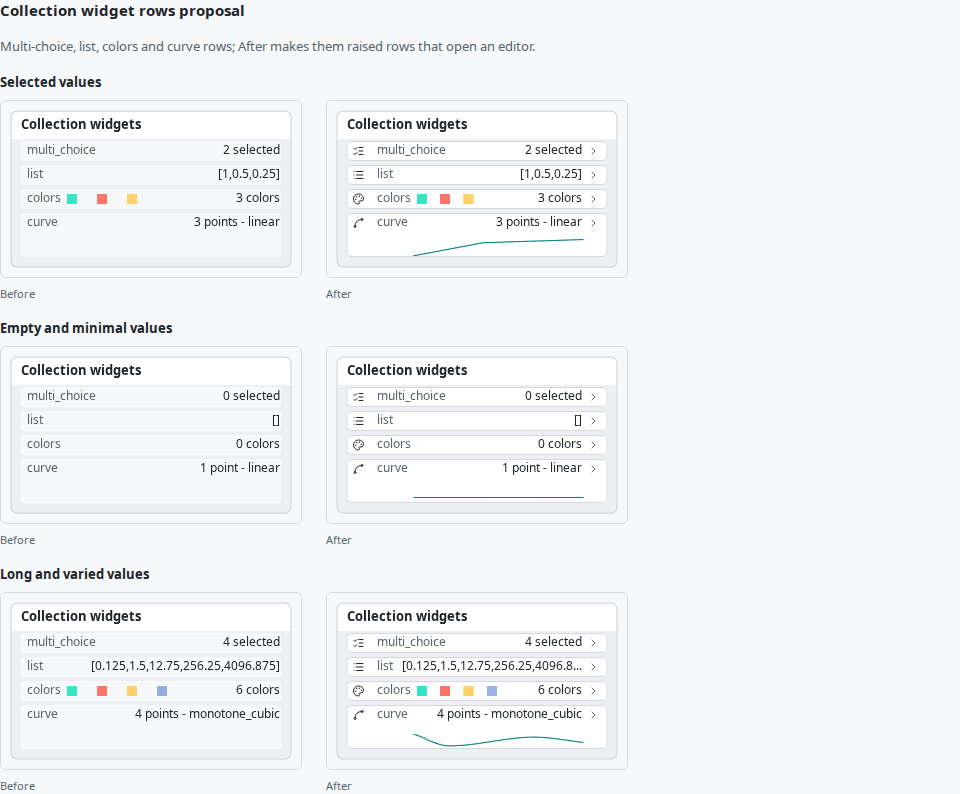 Collection widget rows proposal
Multi-choice, list, colors and curve rows; After makes them raised rows that open an editor.
Selected values
Collection widgets
multi_choice 2 selected
list [1,0.5,0.25]
colors 3 colors
curve 3 points - linear
Before
Collection widgets
multi_choice 2 selected
list [1,0.5,0.25]
colors 3 colors
curve 3 points - linear
After
Empty and minimal values
Collection widgets
multi_choice 0 selected
list []
colors 0 colors
curve 1 point - linear
Before
Collection widgets
multi_choice 0 selected
list []
colors 0 colors
curve 1 point - linear
After
Long and varied values
Collection widgets
multi_choice 4 selected
list [0.125,1.5,12.75,256.25,4096.875]
colors 6 colors
curve 4 points - monotone_cubic
Before
Collection widgets
multi_choice 4 selected
list [0.125,1.5,12.75,256.25,4096.8...
colors 6 colors
curve 4 points - monotone_cubic
After